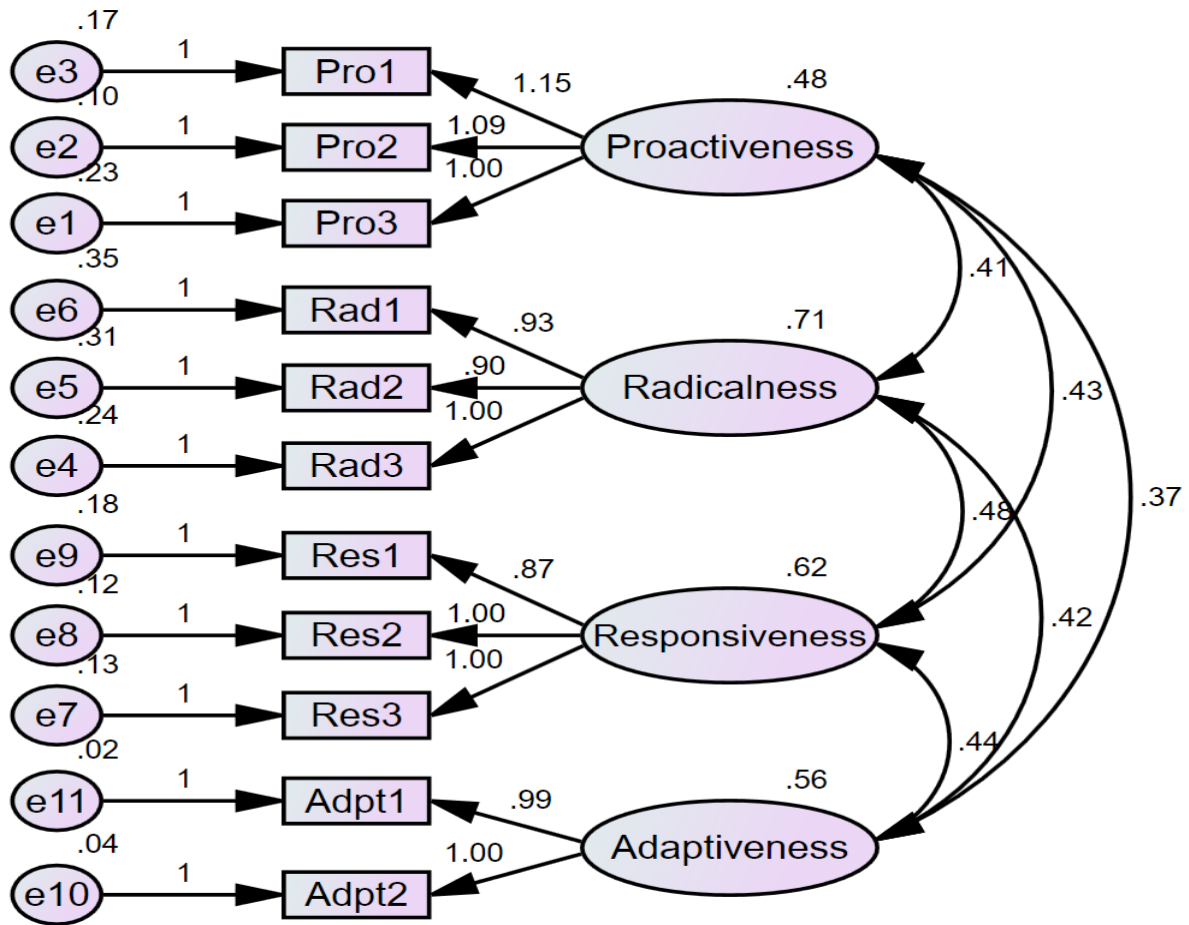 .17
e3 1 Pro1 1.15 .48
.10
e2 1 Pro2 1.09 Proactiveness
.23
e1 1 Pro3 1.00
.41
.35
e6 1 Rad1 .93 .71
.31
e5 1 Rad2 .90 Radicalness .43
.24
e4 1 Rad3 1.00
.37
.18
.48
e9 1 Res1 .87 .62
.12
e8 1 Res2 1.00 Responsiveness .42
.13
e7 1 Res3 1.00
.02
.44
e11 1 Adpt1 .99 .56
.04
Adaptiveness
e10 1 Adpt2 1.00